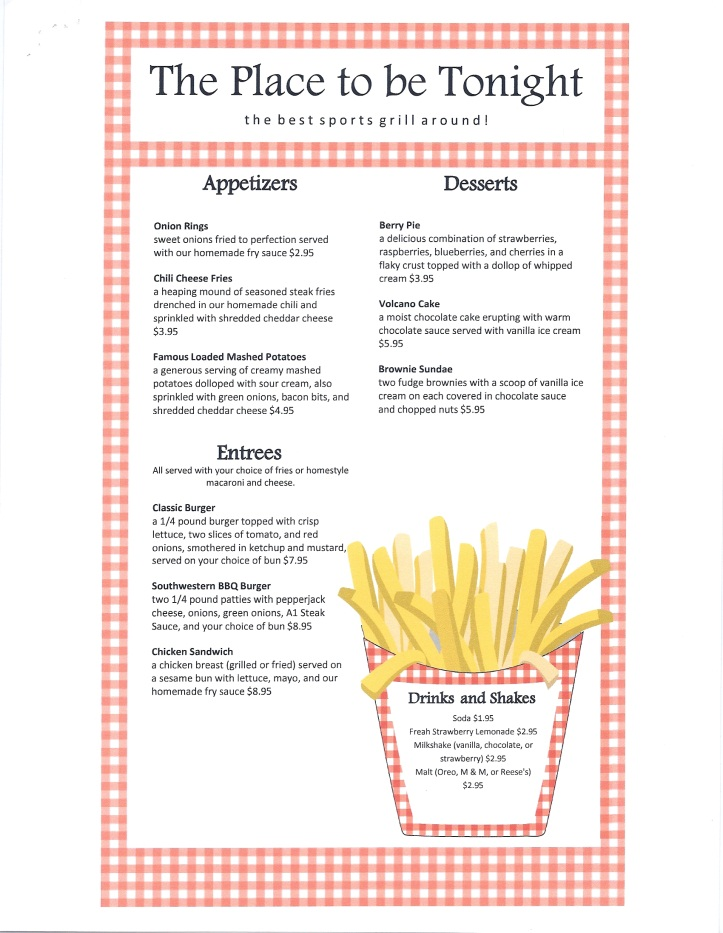 The Place to be Tonight
the best sports grill around!
Appetizers
Onion Rings
sweet onions fried to perfection served
with our homemade fry sauce $2.95
Chili Cheese Fries
a heaping mound of seasoned steak fries
drenched in our homemade chili and
sprinkled with shredded cheddar cheese
$3.95
Famous Loaded Mashed Potatoes
a generous serving of creamy mashed
potatoes dolloped with sour cream, also
sprinkled with green onions, bacon bits, and
shredded cheddar cheese $4.95
Entrees
All served with your choice of fries or homestyle
macaroni and cheese.
Classic Burger
a 1/4 pound burger topped with crisp
lettuce, two slices of tomato, and red
onions, smothered in ketchup and mustard,
served on your choice of bun $7.95
Southwestern BBQ Burger
two 1/4 pound patties with pepperjack
cheese, onions, green onions, A1 Steak
Sauce, and your choice of bun $8.95
Chicken Sandwich
a chicken breast (grilled or fried) served on
a sesame bun with lettuce, mayo, and our
homemade fry sauce $8.95
Desserts
Berry Pie
a delicious combination of strawberries,
raspberries, blueberries, and cherries in a
flaky crust topped with a dollop of whipped
cream $3.95
Volcano Cake
a moist chocolate cake erupting with warm
chocolate sauce served with vanilla ice cream
$5.95
Brownie Sundae
two fudge brownies with a scoop of vanilla ice
cream on each covered in chocolate sauce
and chopped nuts $5.95
Drinks and Shakes
Soda $1.95
Freah Strawberry Lemonade $2.95
Milkshake (vanilla, chocolate, or
strawberry) $2.95
Malt (Oreo, M & M, or Reese's)
$2.95